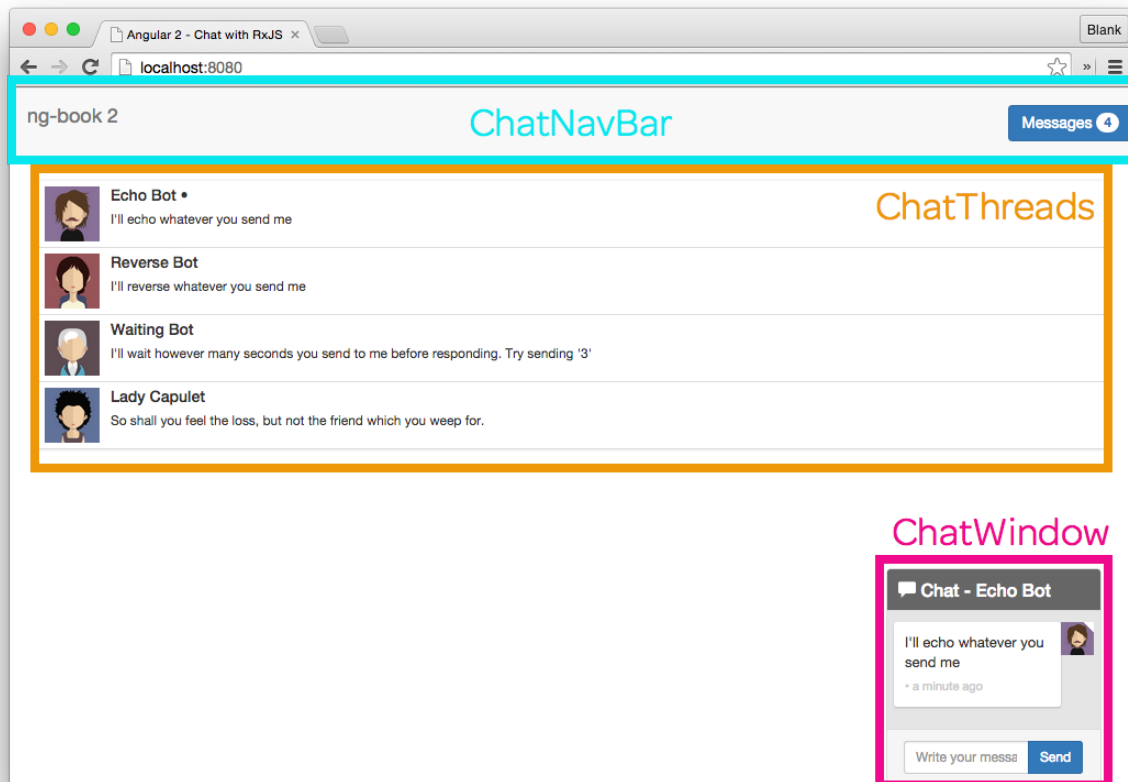 Angular 2 - Chat with RxJS ×
Blank
localhost:8080
»
ng-book 2
ChatNavBar
Messages 4
ChatThreads
Echo Bot •
I'll echo whatever you send me
Reverse Bot
I'll reverse whatever you send me
Waiting Bot
I'll wait however many seconds you send to me before responding. Try sending '3'
Lady Capulet
So shall you feel the loss, but not the friend which you weep for.
ChatWindow
Chat - Echo Bot
I'll echo whatever you
send me
• a minute ago
Write your messa
Send